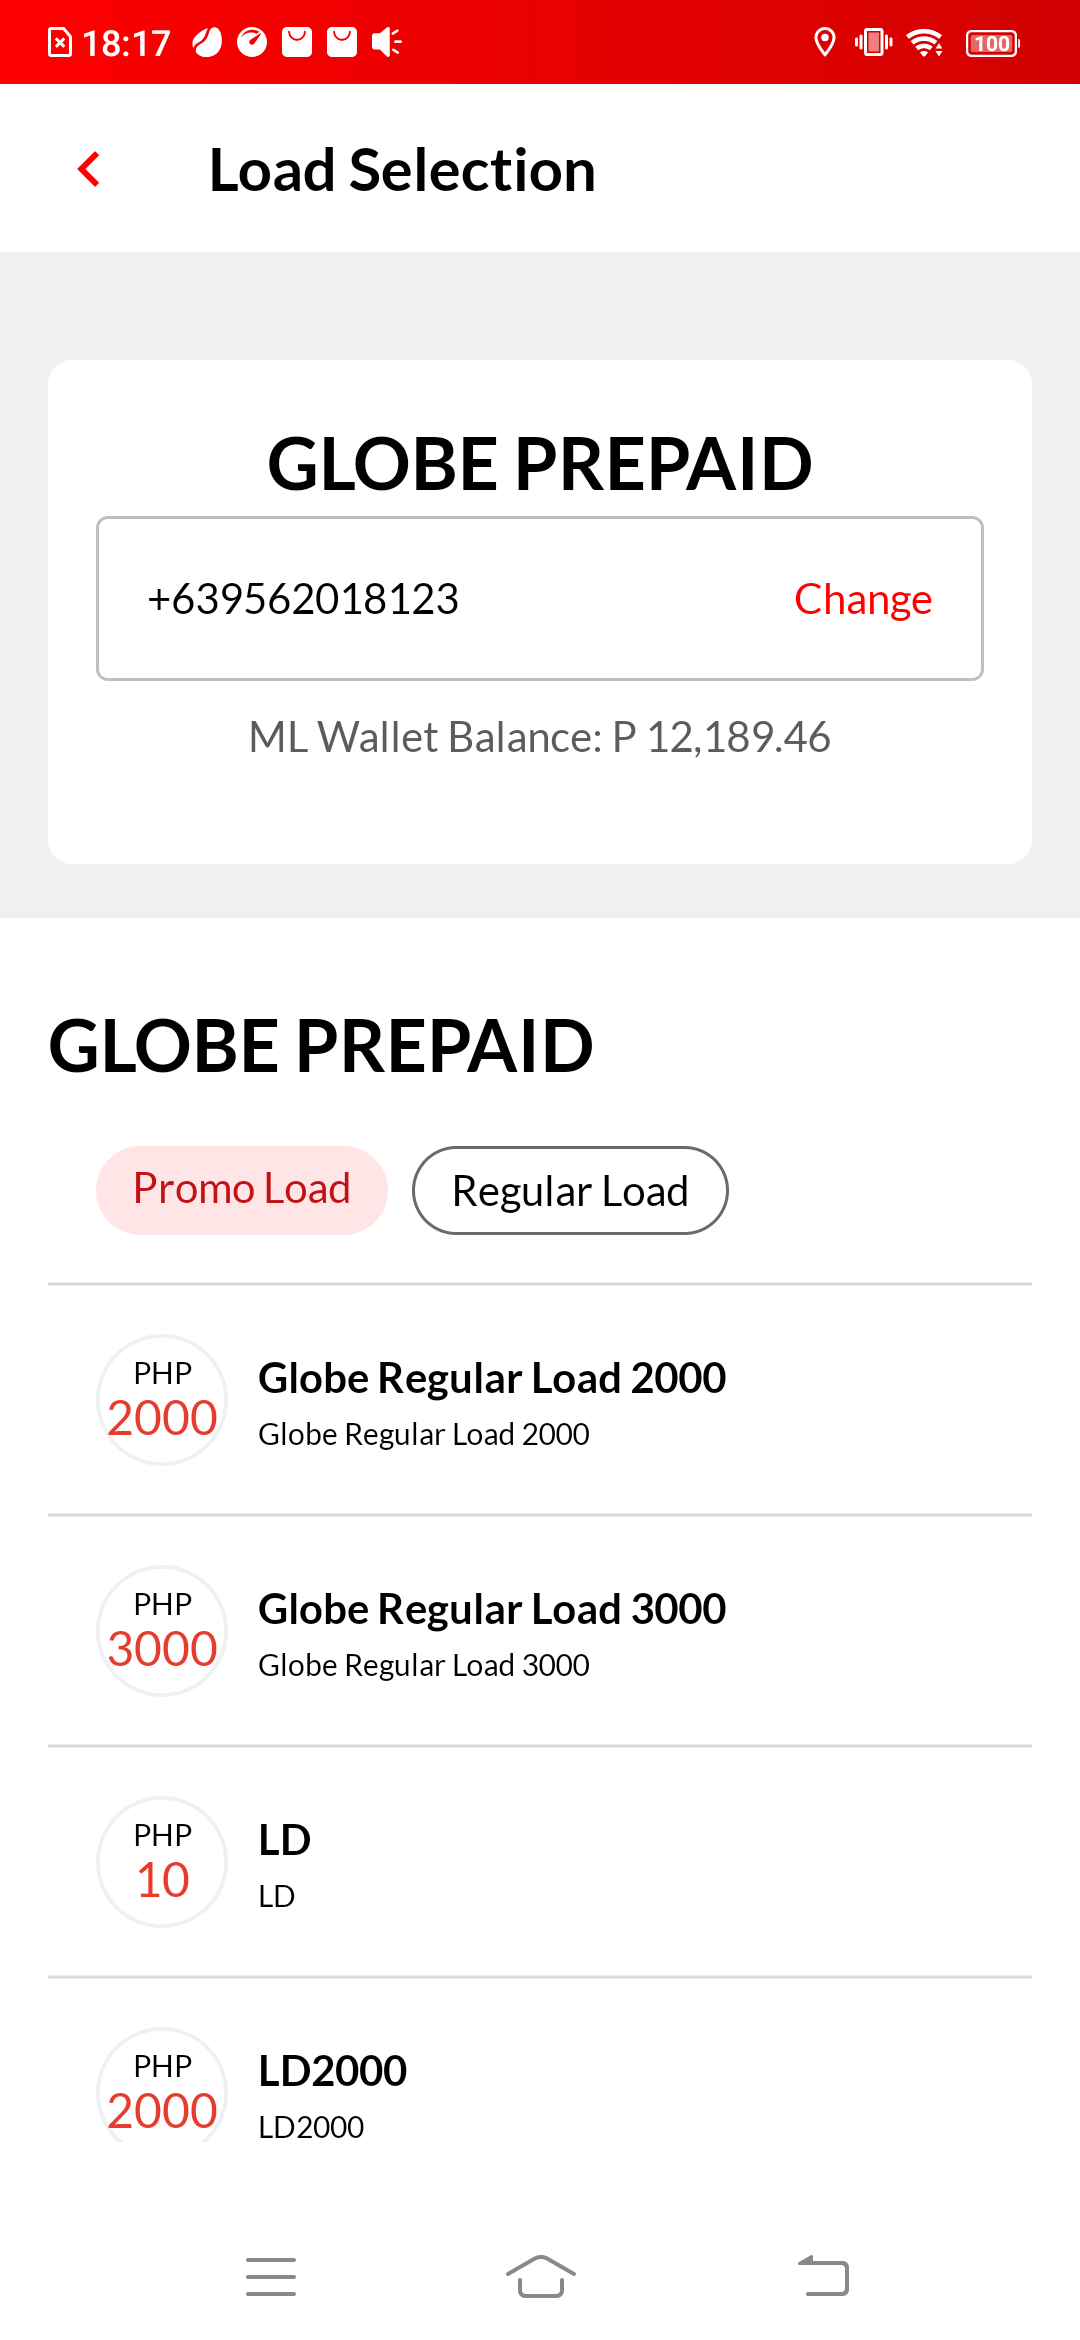 18:17
100
Load Selection
GLOBE PREPAID
+639562018123 Change
ML Wallet Balance: P 12,189.46
GLOBE PREPAID
Promo Load Regular Load
PHP
2000
Globe Regular Load 2000
Globe Regular Load 2000
PHP
3000
Globe Regular Load 3000
Globe Regular Load 3000
PHP
10
LD
LD
PHP
2000
LD2000
LD2000